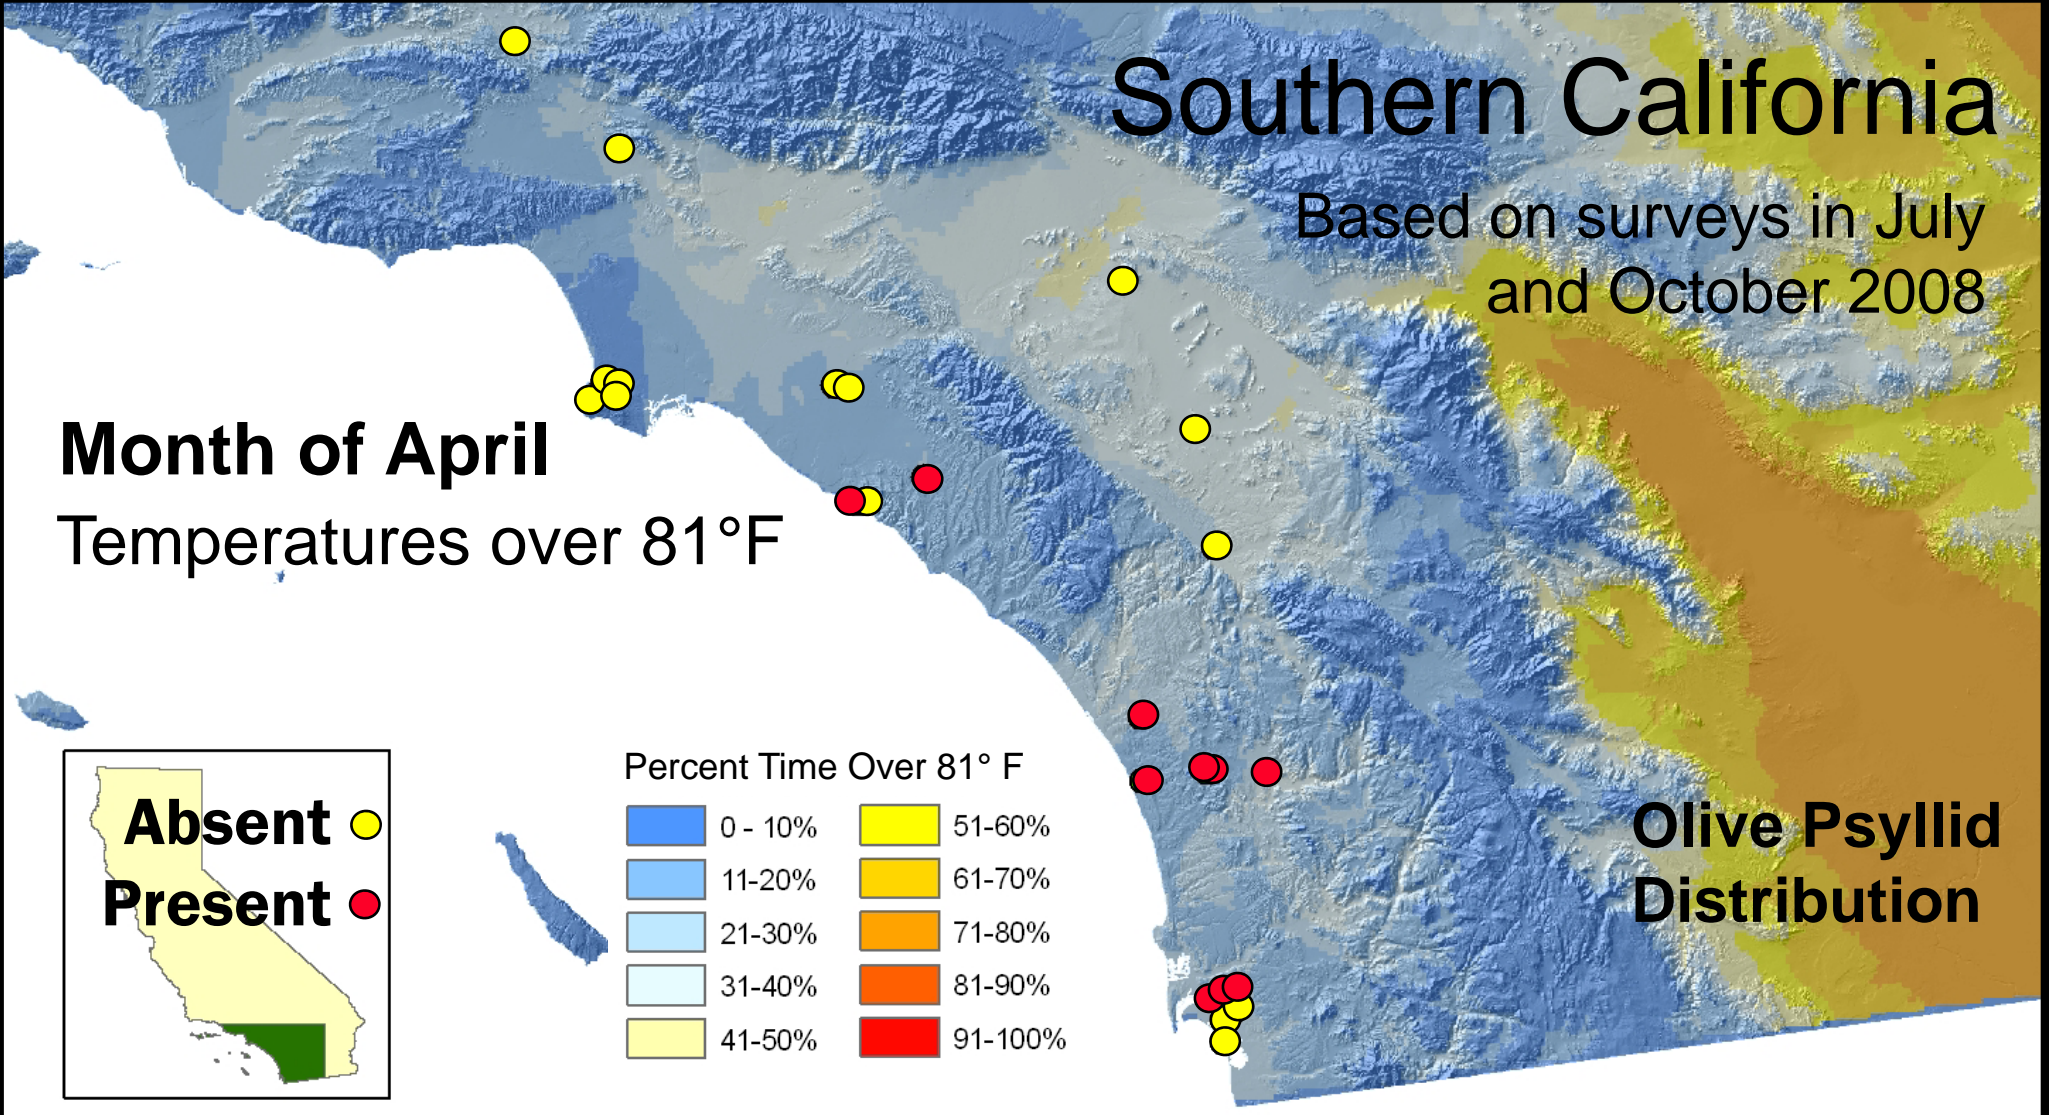 Southern California
Based on surveys in July
and October 2008
Month of April
Temperatures over 81°F
Absent
Present
Percent Time Over 81° F
0 - 10%
11-20%
21-30%
31-40%
41-50%
51-60%
61-70%
71-80%
81-90%
91-100%
Olive Psyllid
Distribution